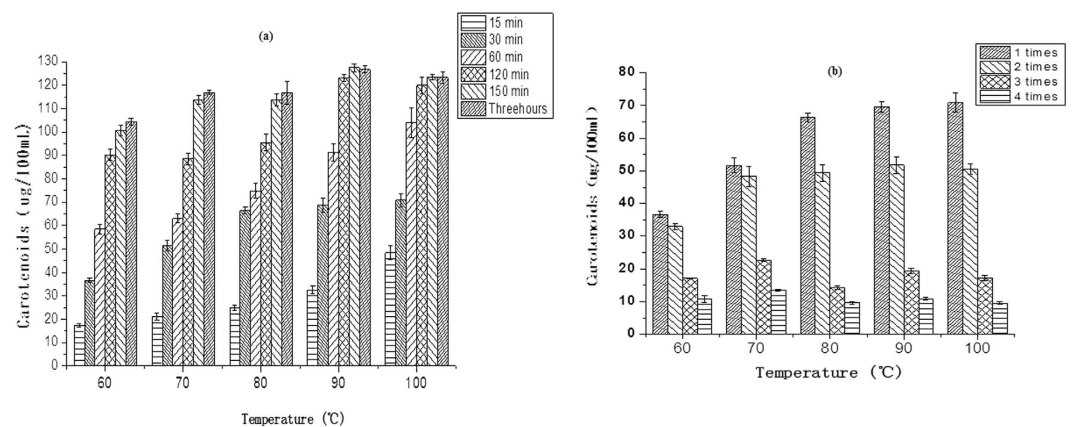 (a)
15 min
30 min
60 min
120 min
150 min
Threehours
Carotenoids ( ug/100mL)
130
120
110
100
90
80
70
60
50
40
30
20
10
0
60 70 80 90 100
Temperature (℃)
(b)
1 times
2 times
3 times
4 times
Carotenoids (ug/100ml)
80
70
60
50
40
30
20
10
0
60 70 80 90 100
Temperature (℃)